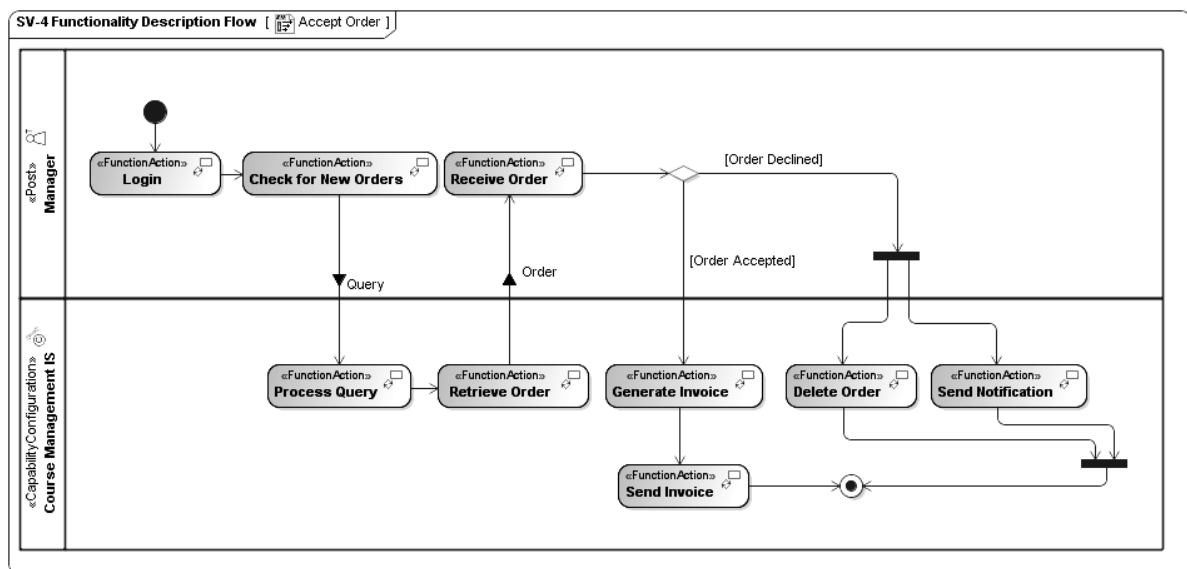 SV-4 Functionality Description Flow [ Accept Order ]
«Post»
Manager
«FunctionAction»
Login
«FunctionAction»
Check for New Orders
«FunctionAction»
Receive Order
[Order Declined]
[Order Accepted]
Query
Order
«CapabilityConfiguration»
Course Management IS
«FunctionAction»
Process Query
«FunctionAction»
Retrieve Order
«FunctionAction»
Generate Invoice
«FunctionAction»
Delete Order
«FunctionAction»
Send Notification
«FunctionAction»
Send Invoice